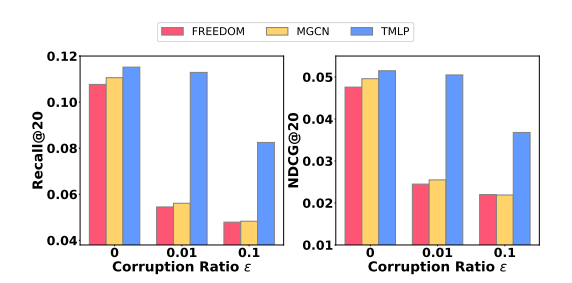 FREEDOM MGCN TMLP
0.12
0.10
0.08
0.06
0.04
Recall@20
0 0.01 0.1
Corruption Ratio ε
0.05
0.04
0.03
0.02
0.01
NDCG@20
0 0.01 0.1
Corruption Ratio ε